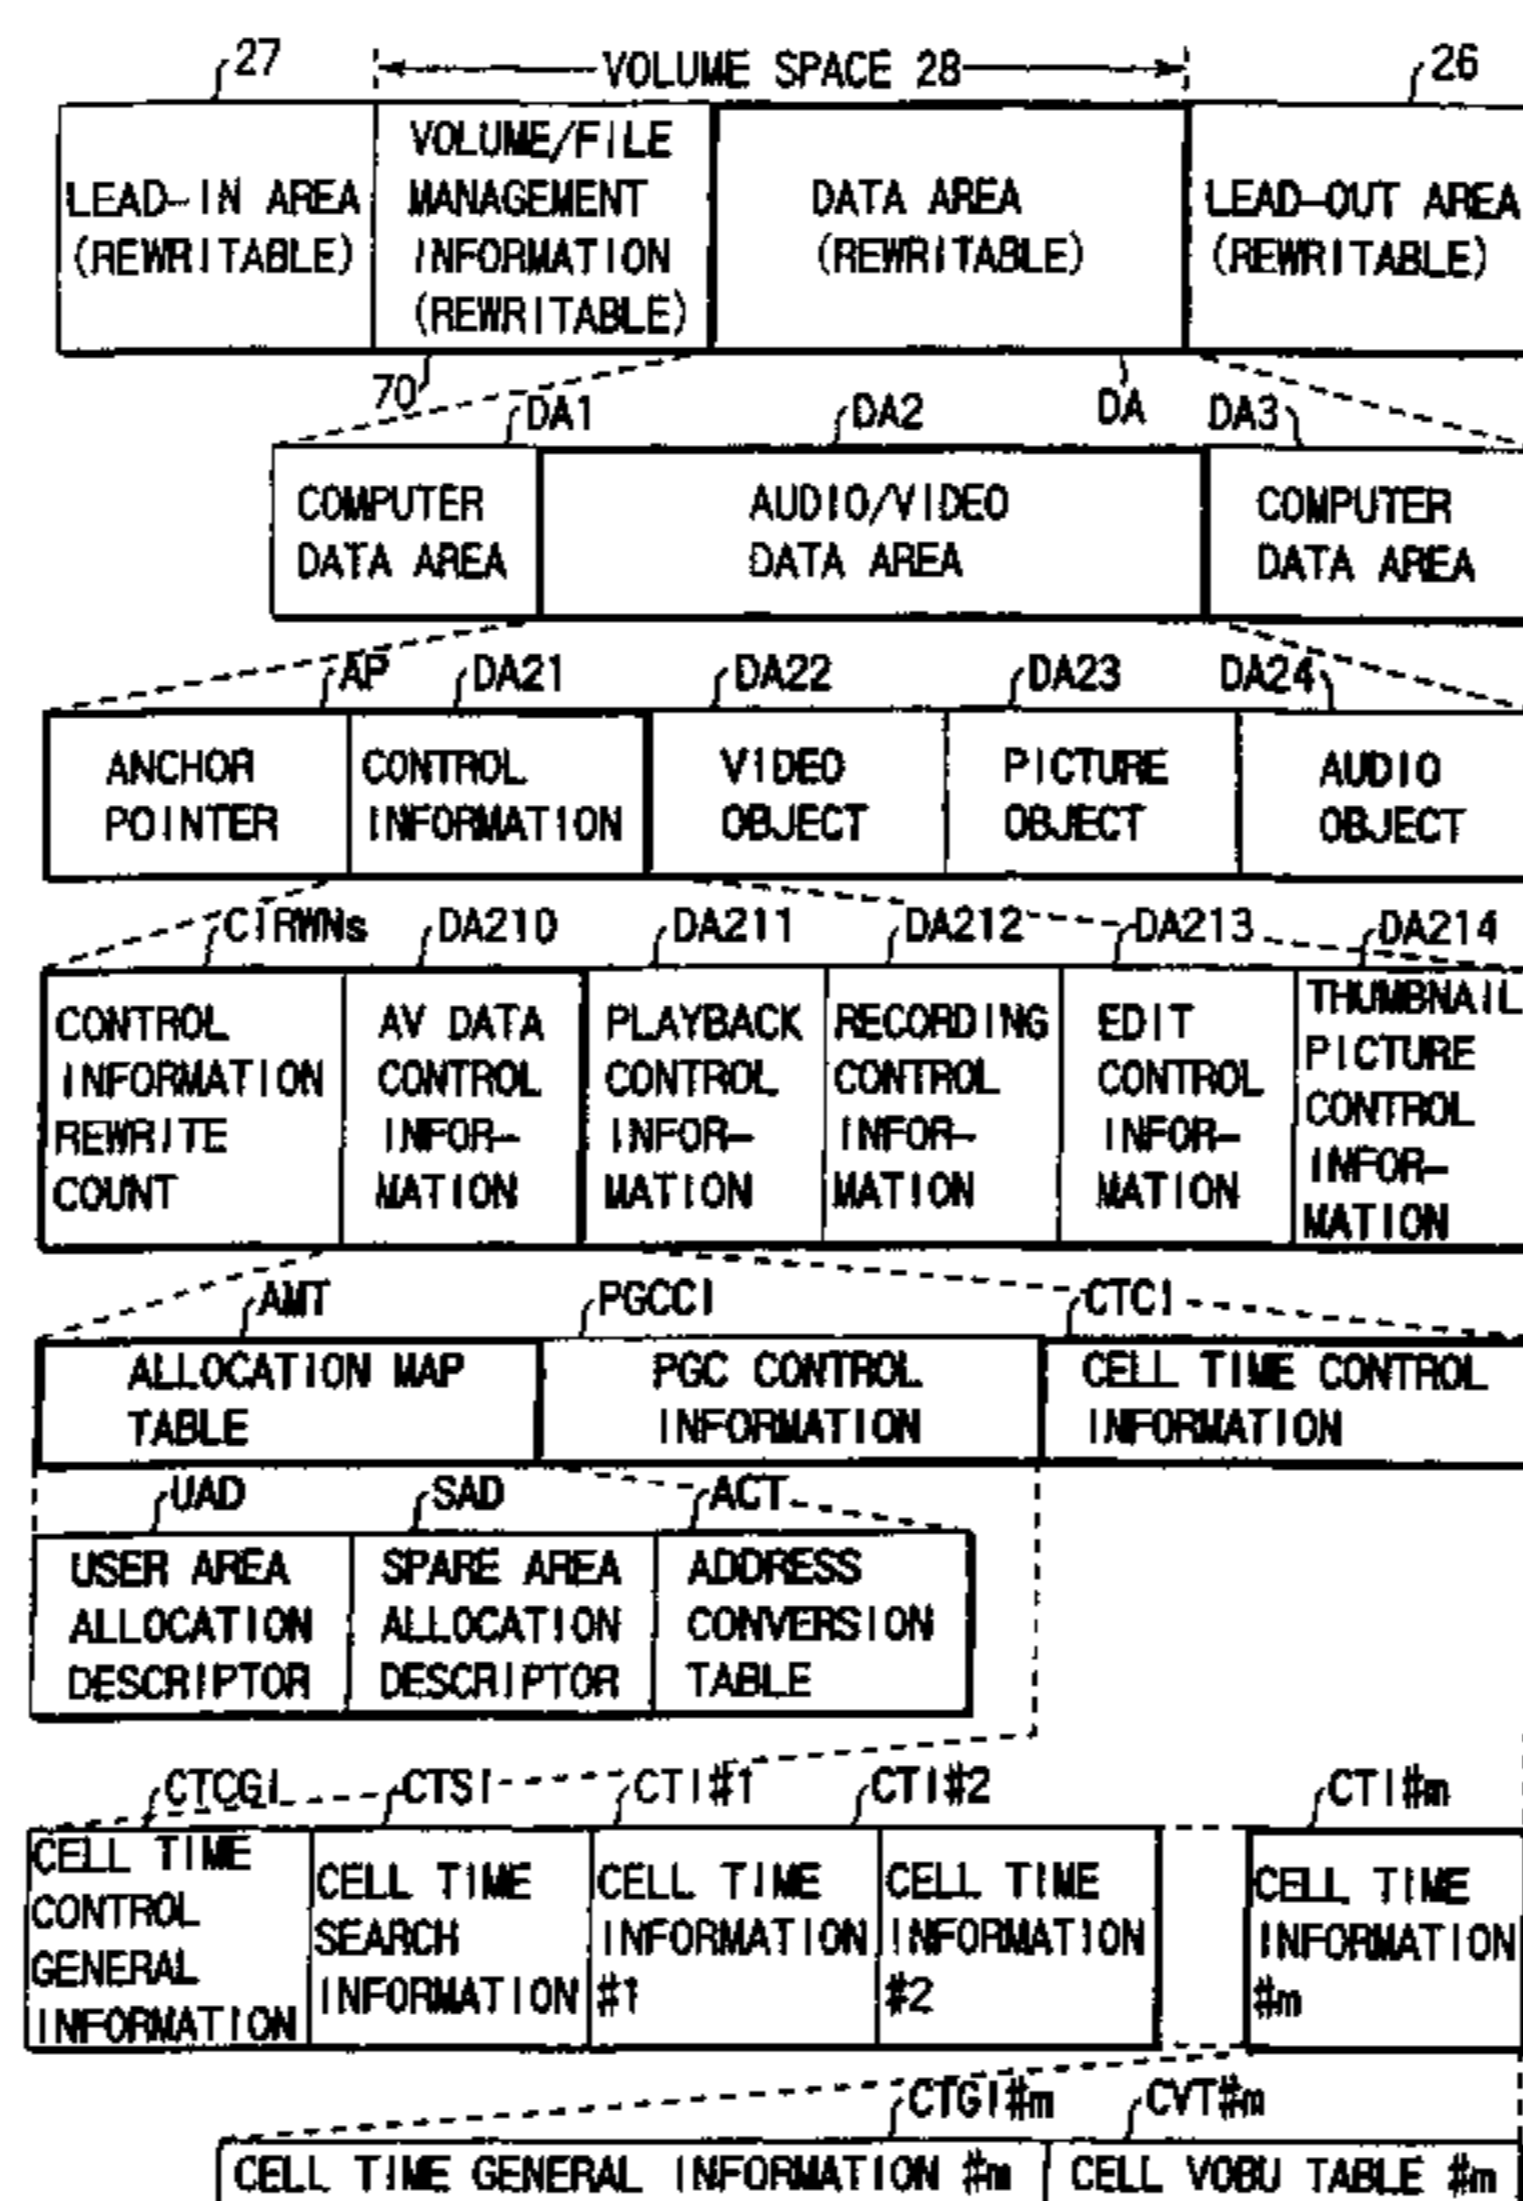 27
VOLUME SPACE 28
26
LEAD-IN AREA
(REWRITABLE)
VOLUME/FILE
MANAGEMENT
INFORMATION
(REWRITABLE)
DATA AREA
(REWRITABLE)
LEAD-OUT AREA
(REWRITABLE)
70
DA
DA1
DA2
DA3
COMPUTER
DATA AREA
AUDIO/VIDEO
DATA AREA
COMPUTER
DATA AREA
AP
DA21
DA22
DA23
DA24
ANCHOR
POINTER
CONTROL
INFORMATION
VIDEO
OBJECT
PICTURE
OBJECT
AUDIO
OBJECT
CIRWNs
DA210
DA211
DA212
DA213
DA214
CONTROL
INFORMATION
REWRITE
COUNT
AV DATA
CONTROL
INFOR-
MATION
PLAYBACK
CONTROL
INFOR-
MATION
RECORDING
CONTROL
INFOR-
MATION
EDIT
CONTROL
INFOR-
MATION
THUMBNAIL
PICTURE
CONTROL
INFOR-
MATION
AMT
PGCCI
CTCI
ALLOCATION MAP
TABLE
PGC CONTROL
INFORMATION
CELL TIME CONTROL
INFORMATION
UAD
SAD
ACT
USER AREA
ALLOCATION
DESCRIPTOR
SPARE AREA
ALLOCATION
DESCRIPTOR
ADDRESS
CONVERSION
TABLE
CTCGI
CTSI
CTI#1
CTI#2
CTI#m
CELL TIME
CONTROL
GENERAL
INFORMATION
CELL TIME
SEARCH
INFORMATION
CELL TIME
INFORMATION
#1
CELL TIME
INFORMATION
#2
CELL TIME
INFORMATION
#m
CTGI#m
CVT#m
CELL TIME GENERAL INFORMATION #m
CELL VOBU TABLE #m